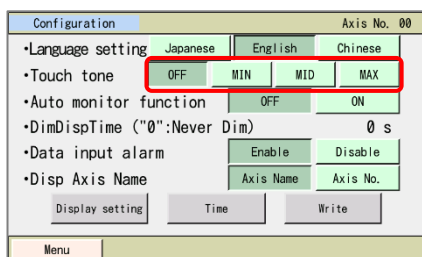 Configuration Axis No. 00
・Language setting Japanese English Chinese
・Touch tone OFF MIN MID MAX
・Auto monitor function OFF ON
・DimDispTime ("0":Never Dim) 0 s
・Data input alarm Enable Disable
・Disp Axis Name Axis Name Axis No.
Display setting Time Write
Menu